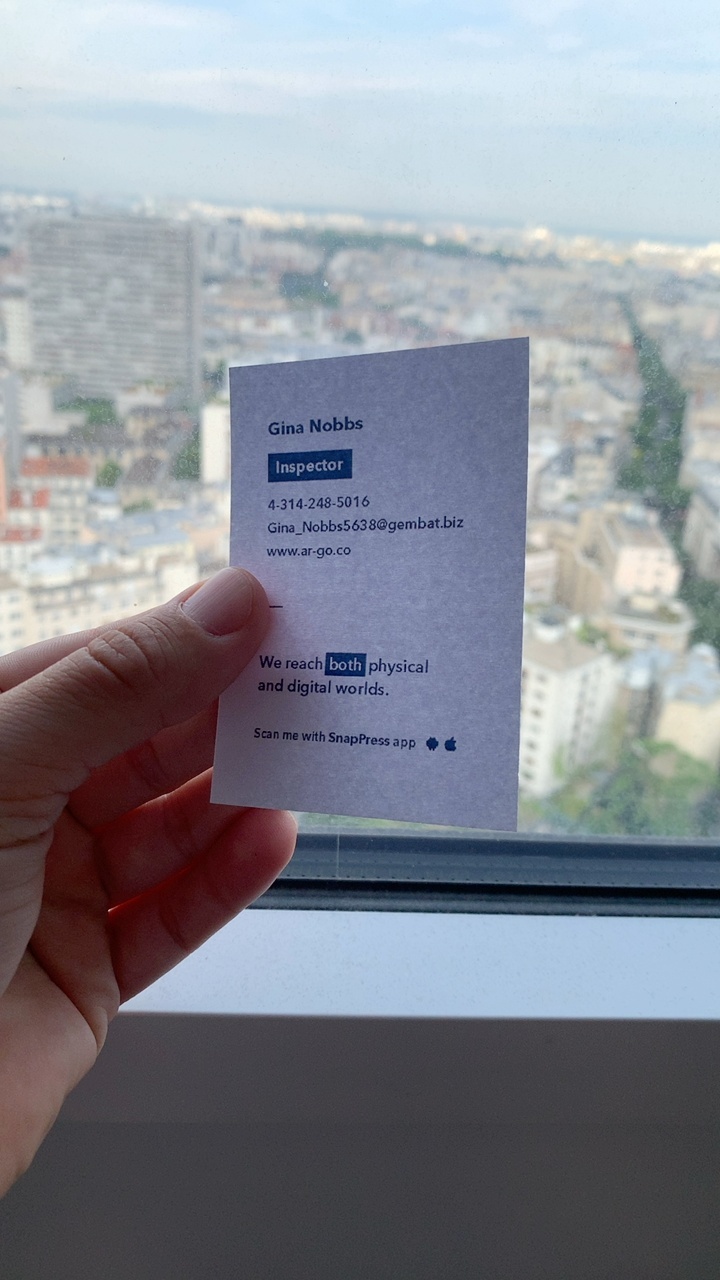 Gina Nobbs
Inspector
4-314-248-5016
Gina_Nobbs5638@gembat.biz
www.ar-go.co
We reach both physical
and digital worlds.
Scan me with SnapPress app